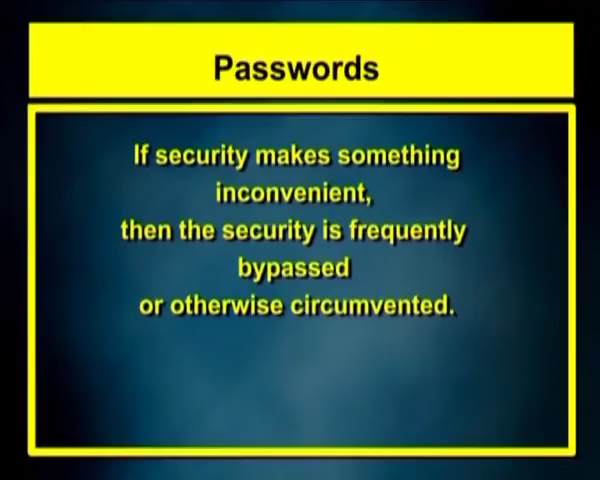 Passwords
If security makes something
inconvenient,
then the security is frequently
bypassed
or otherwise circumvented.